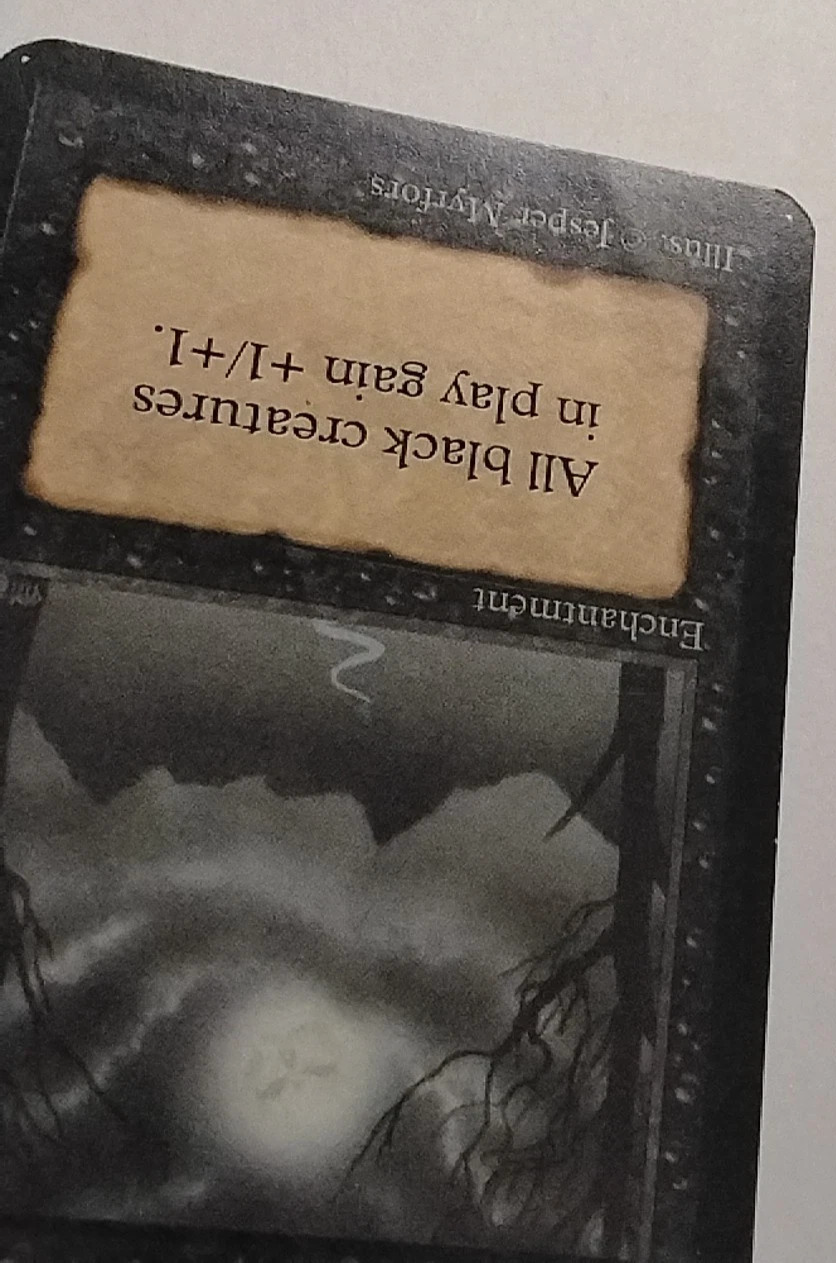 Enchantment
All black creatures
in play gain +1/+1.
Illus. © Jesper Myrfors